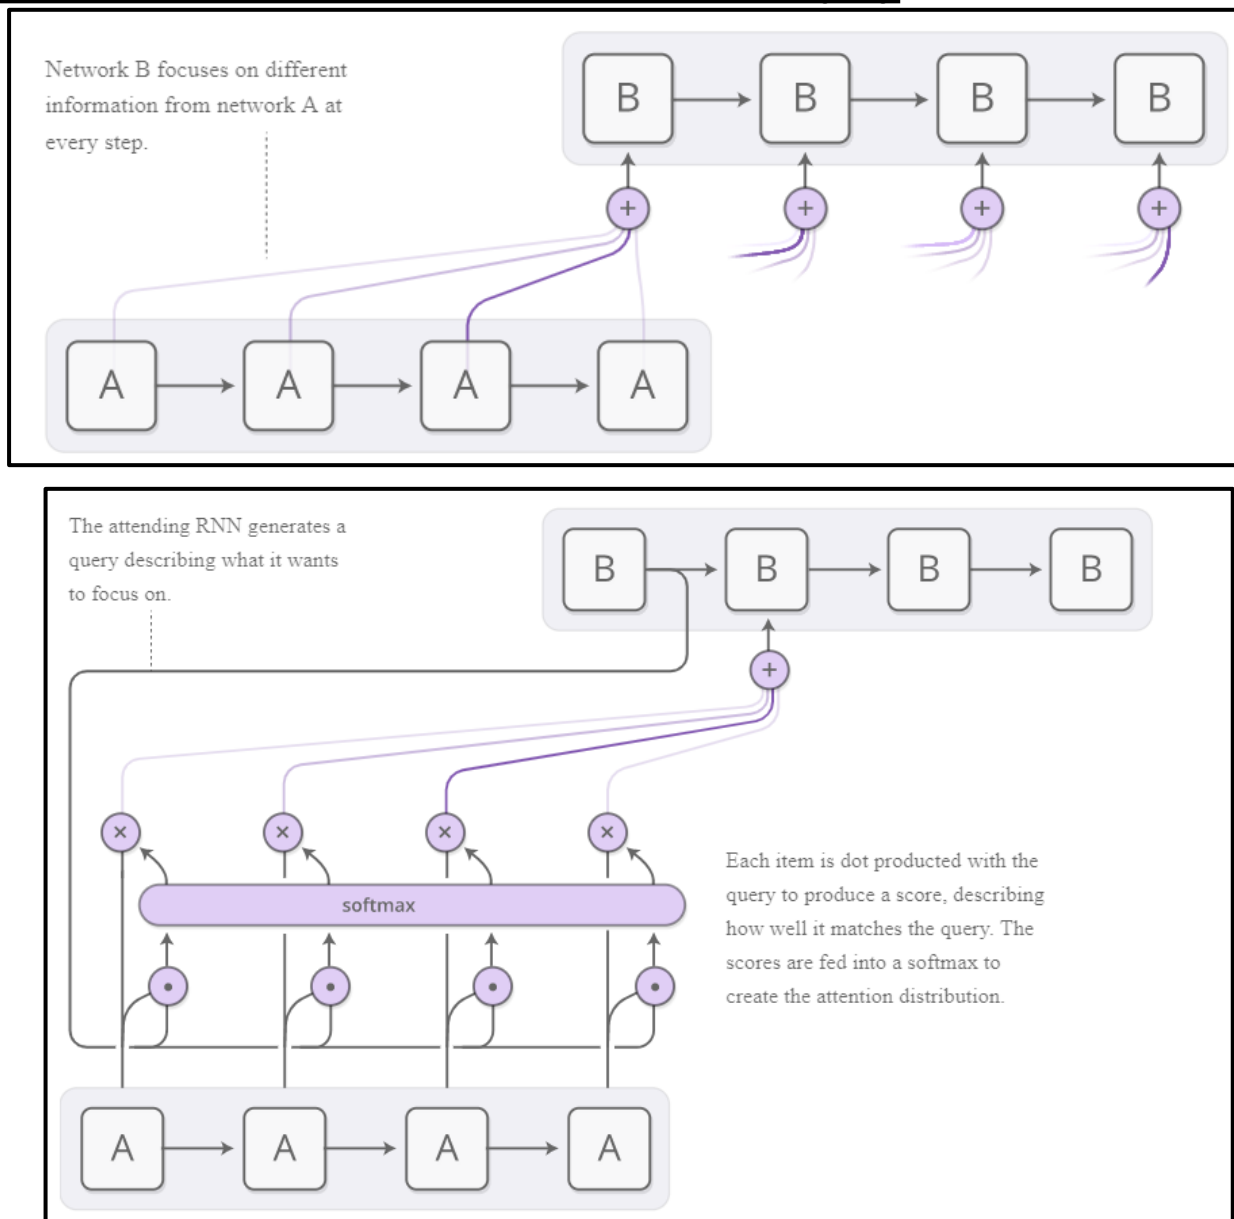 Network B focuses on different
information from network A at
every step.
B B B B
+ + + +
A A A A
The attending RNN generates a
query describing what it wants
to focus on.
B B B B
+
× × × ×
softmax
Each item is dot producted with the
query to produce a score, describing
how well it matches the query. The
scores are fed into a softmax to
create the attention distribution.
A A A A